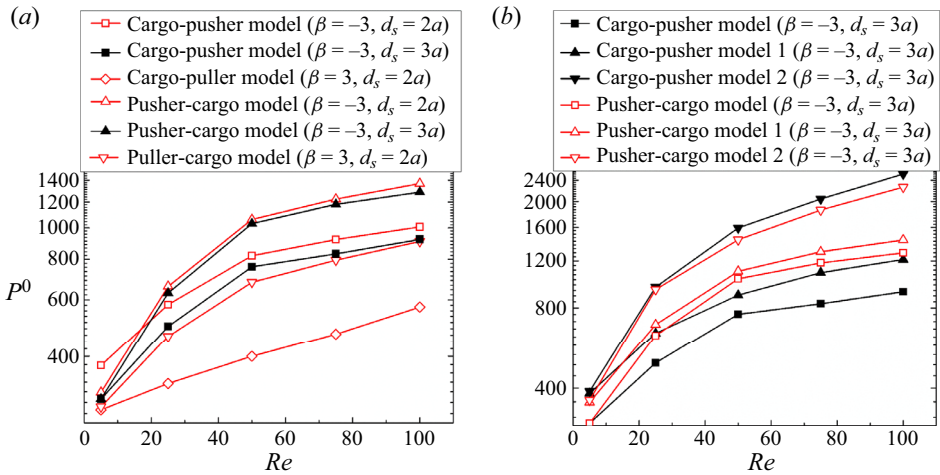 (a)
Cargo-pusher model (β = –3, dₛ = 2a)
Cargo-pusher model (β = –3, dₛ = 3a)
Cargo-puller model (β = 3, dₛ = 2a)
Pusher-cargo model (β = –3, dₛ = 2a)
Pusher-cargo model (β = –3, dₛ = 3a)
Puller-cargo model (β = 3, dₛ = 2a)
1400
1200
1000
800
600
400
P⁰
0 20 40 60 80 100
Re
(b)
Cargo-pusher model (β = –3, dₛ = 3a)
Cargo-pusher model 1 (β = –3, dₛ = 3a)
Cargo-pusher model 2 (β = –3, dₛ = 3a)
Pusher-cargo model (β = –3, dₛ = 3a)
Pusher-cargo model 1 (β = –3, dₛ = 3a)
Pusher-cargo model 2 (β = –3, dₛ = 3a)
2400
2000
1600
1200
800
400
0 20 40 60 80 100
Re